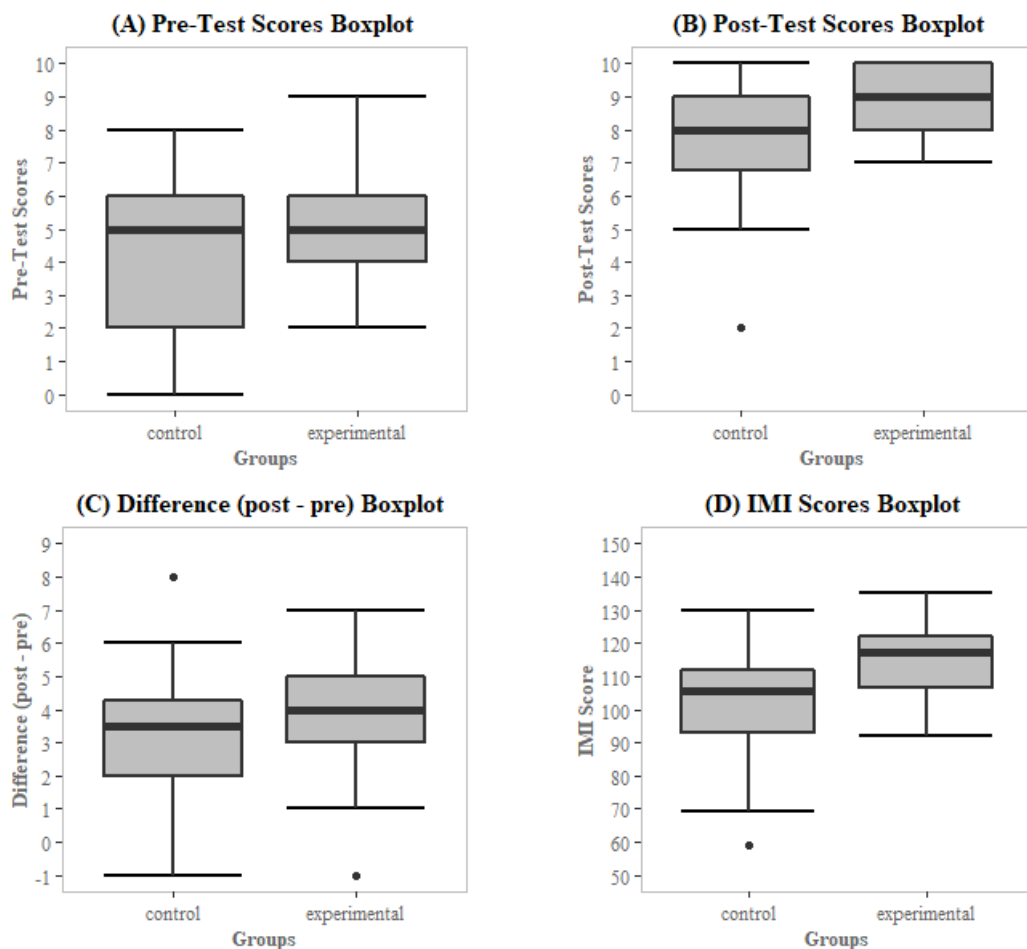 (A) Pre-Test Scores Boxplot
Pre-Test Scores
10
9
8
7
6
5
4
3
2
1
0
control experimental
Groups
(B) Post-Test Scores Boxplot
Post-Test Scores
10
9
8
7
6
5
4
3
2
1
0
control experimental
Groups
(C) Difference (post - pre) Boxplot
Difference (post - pre)
9
8
7
6
5
4
3
2
1
0
-1
control experimental
Groups
(D) IMI Scores Boxplot
IMI Score
150
140
130
120
110
100
90
80
70
60
50
control experimental
Groups